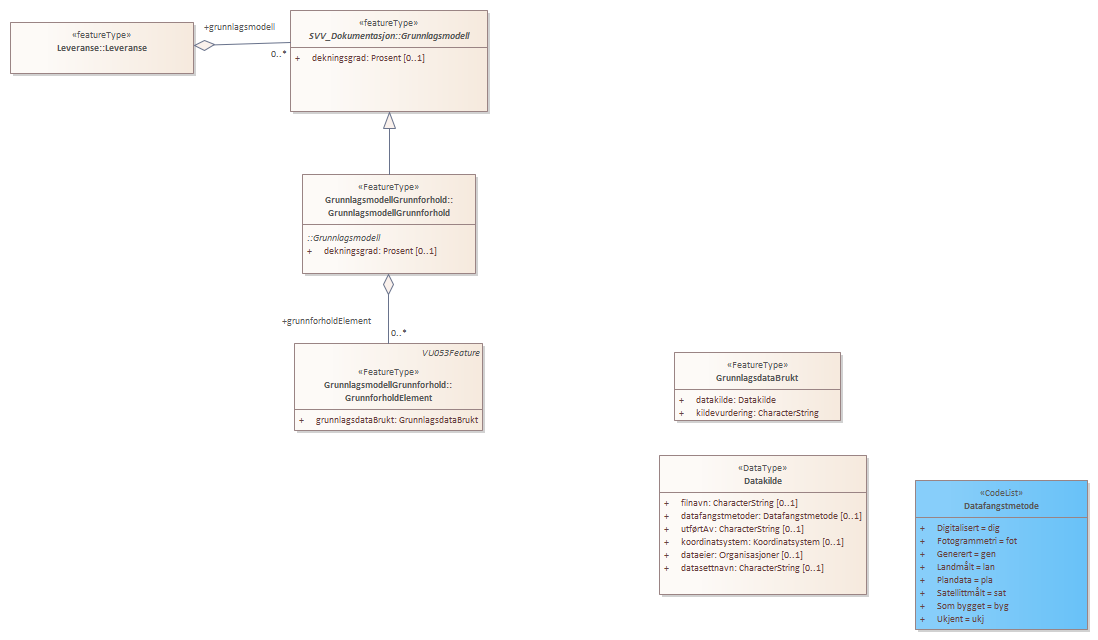 «featureType»
Leveranse::Leveranse
+grunnlagsmodell
0..*
«featureType»
SVV_Dokumentasjon::Grunnlagsmodell
+ dekningsgrad: Prosent [0..1]
«FeatureType»
GrunnlagsmodellGrunnforhold::
GrunnlagsmodellGrunnforhold
::Grunnlagsmodell
+ dekningsgrad: Prosent [0..1]
+grunnforholdElement
0..*
VU053Feature
«FeatureType»
GrunnlagsmodellGrunnforhold::
GrunnforholdElement
+ grunnlagsdataBrukt: GrunnlagsdataBrukt
«FeatureType»
GrunnlagsdataBrukt
+ datakilde: Datakilde
+ kildevurdering: CharacterString
«DataType»
Datakilde
+ filnavn: CharacterString [0..1]
+ datafangstmetoder: Datafangstmetode [0..1]
+ utførtAv: CharacterString [0..1]
+ koordinatsystem: Koordinatsystem [0..1]
+ dataeier: Organisasjoner [0..1]
+ datasettnavn: CharacterString [0..1]
«CodeList»
Datafangstmetode
+ Digitalisert = dig
+ Fotogrammetri = fot
+ Generert = gen
+ Landmålt = lan
+ Plandata = pla
+ Satellittmålt = sat
+ Som bygget = byg
+ Ukjent = ukj